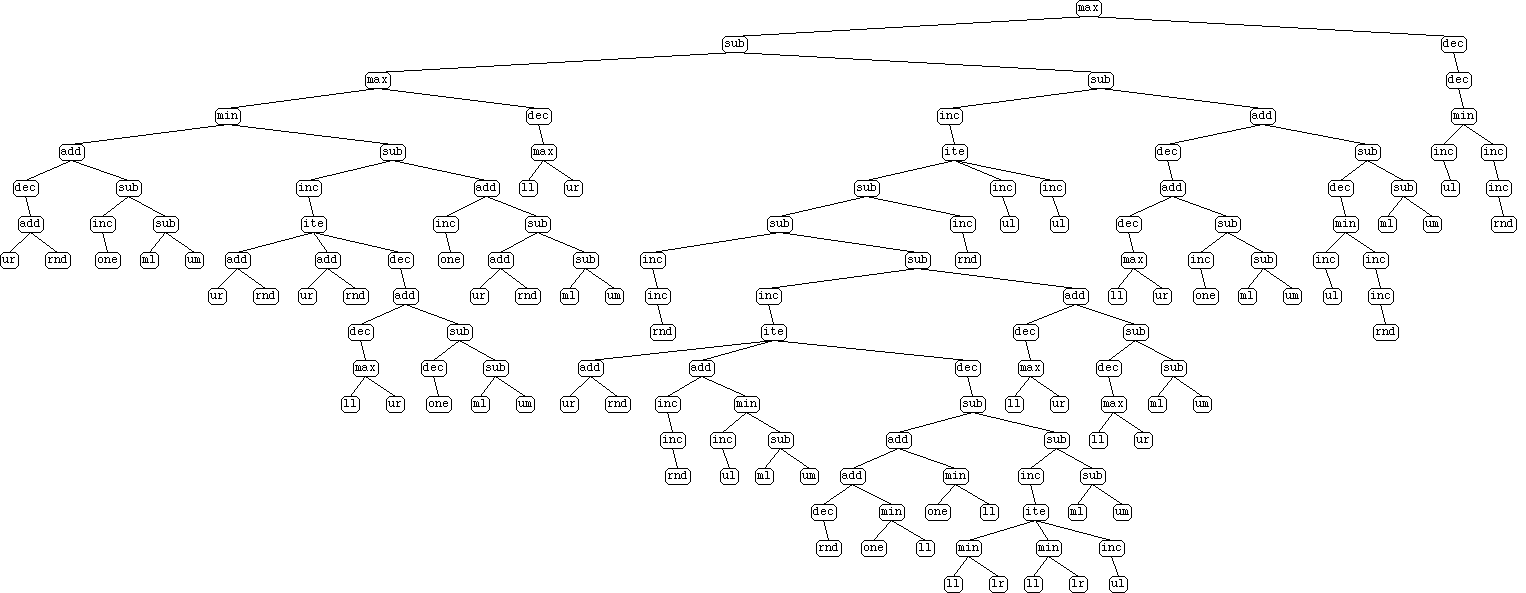 max
sub dec
max sub dec
min dec inc add min
add sub max ite dec sub inc inc
dec sub inc add ll ur sub inc inc add dec sub ul inc
add inc sub ite inc sub sub inc ul ul dec sub min ml um rnd
ur rnd one ml um add add dec one add sub inc sub rnd max inc sub inc inc
ur rnd ur rnd add ur rnd ml um inc inc add ll ur one ml um ul inc
dec sub rnd ite dec sub rnd
max dec sub add add dec max dec sub
ll ur one ml um ur rnd inc min sub ll ur max ml um
inc inc sub add sub ll ur
rnd ul ml um add min inc sub
dec min one ll ite ml um
rnd one ll min min inc
ll lr ll lr ul